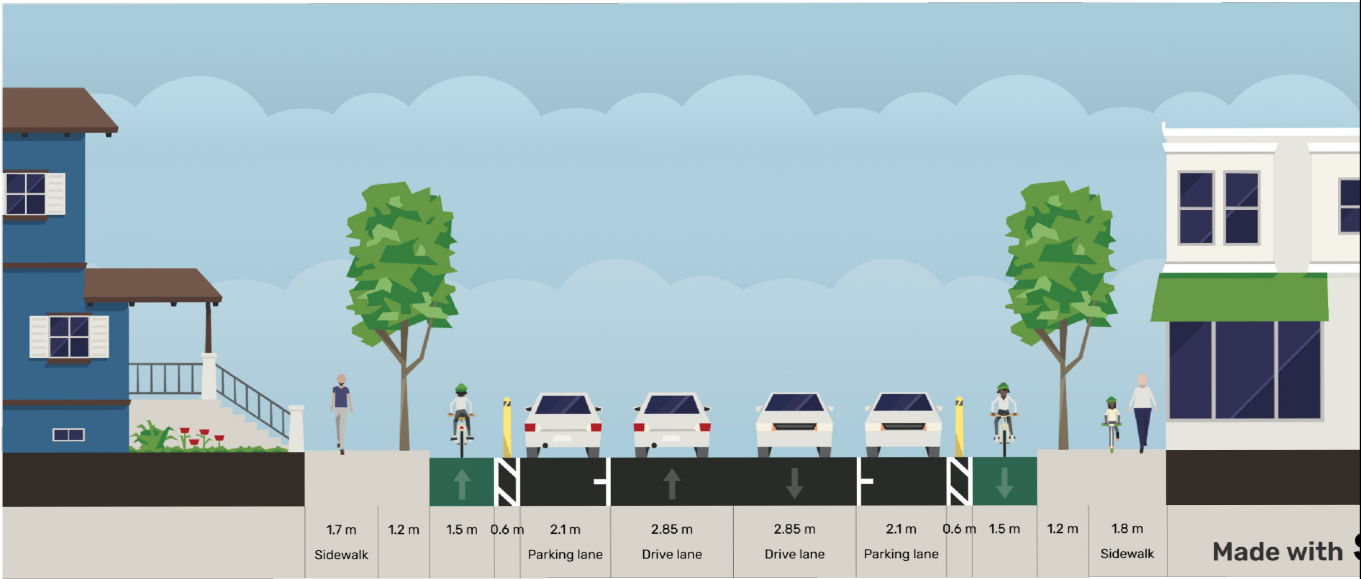 1.7 m 1.2 m 1.5 m 0.6 m 2.1 m 2.85 m 2.85 m 2.1 m 0.6 m 1.5 m 1.2 m 1.8 m
Sidewalk Parking lane Drive lane Drive lane Parking lane Sidewalk
Made with